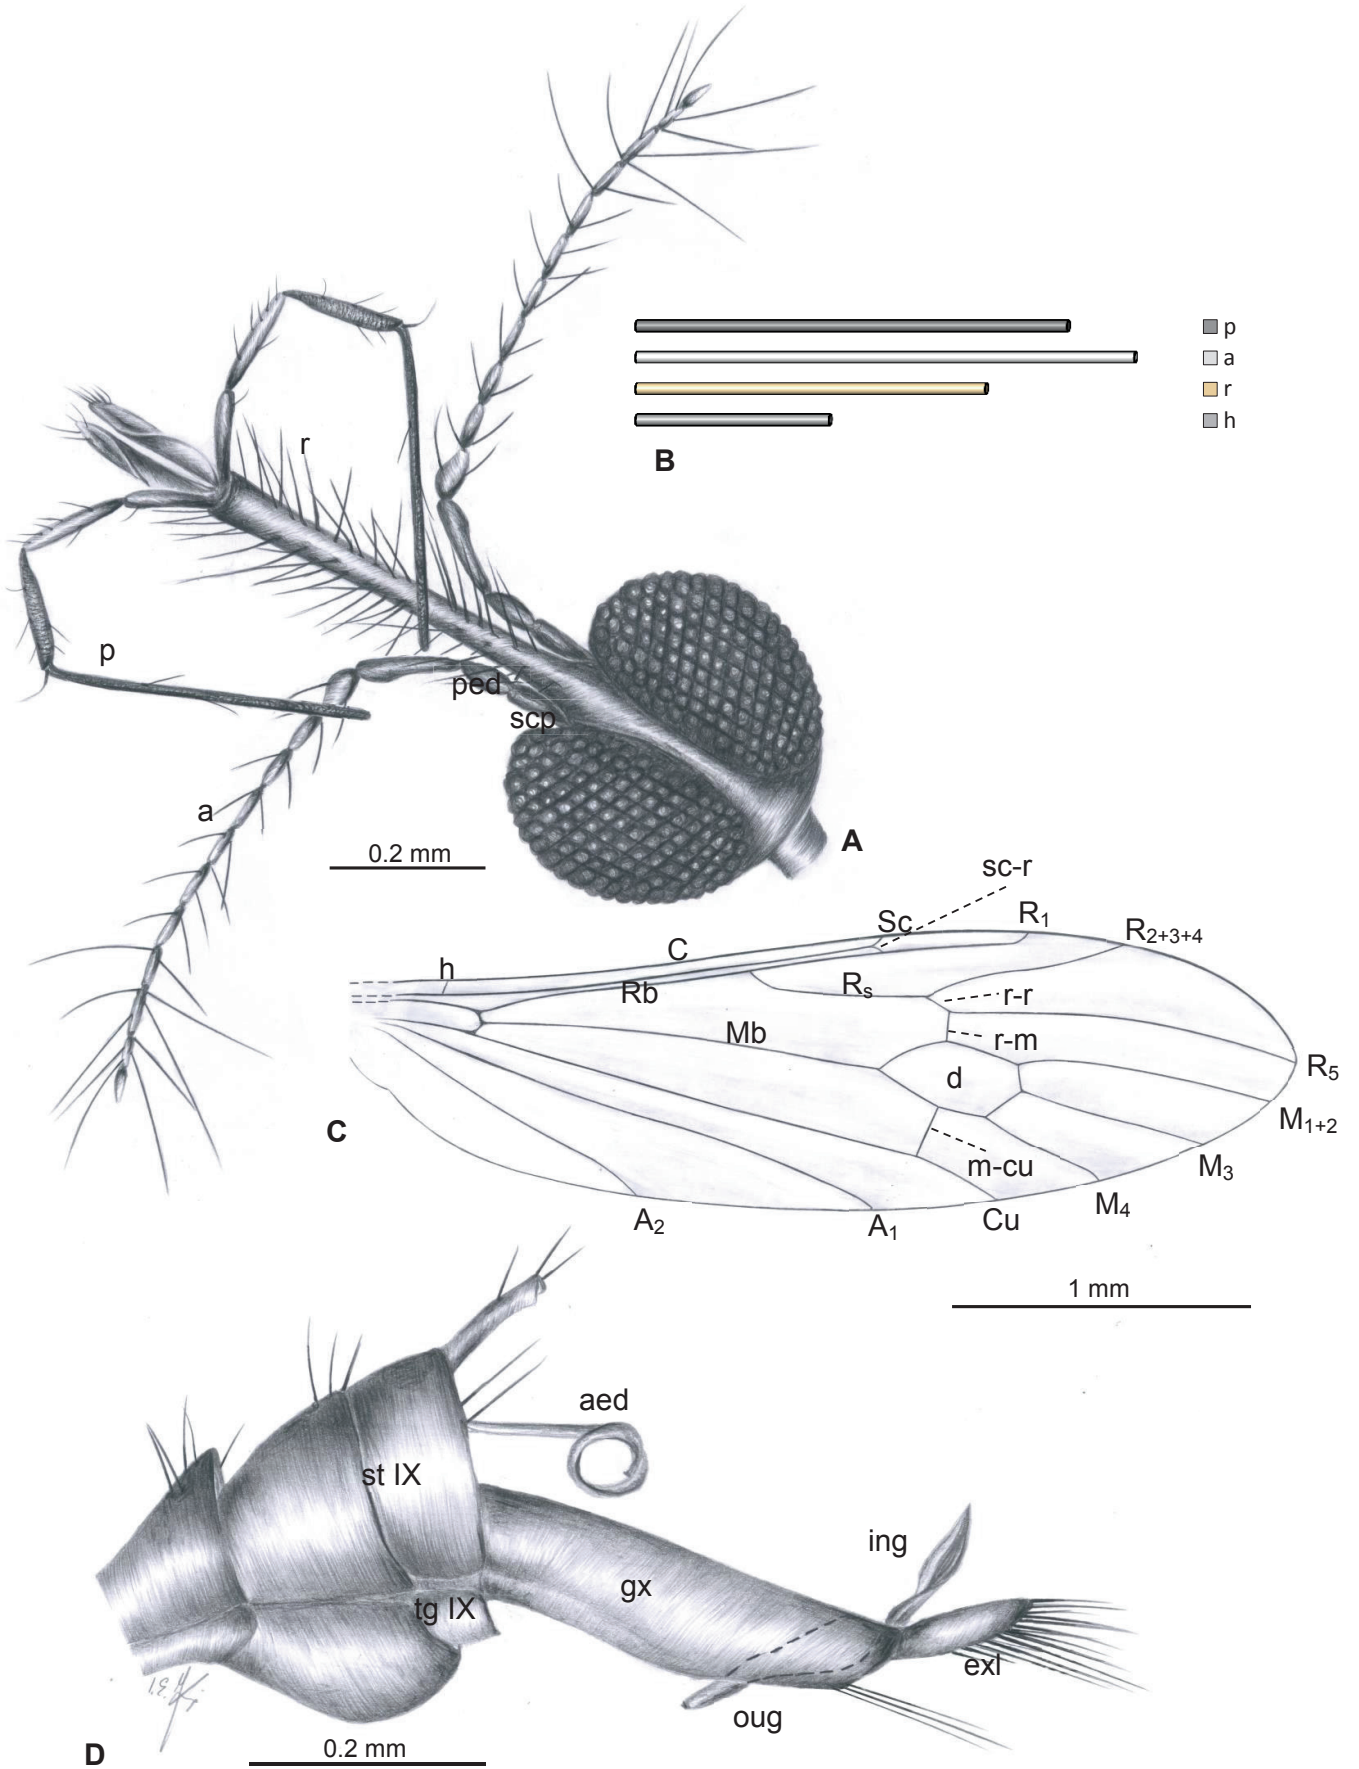 p
a
r
h
B
r
p
ped
scp
a
0.2 mm
A
sc-r
Sc
R1
R2+3+4
C
h
Rb
Rs
r-r
Mb
r-m
d
R5
C
M1+2
m-cu
M3
M4
A2
A1
Cu
1 mm
aed
st IX
ing
gx
tg IX
exl
oug
0.2 mm
D